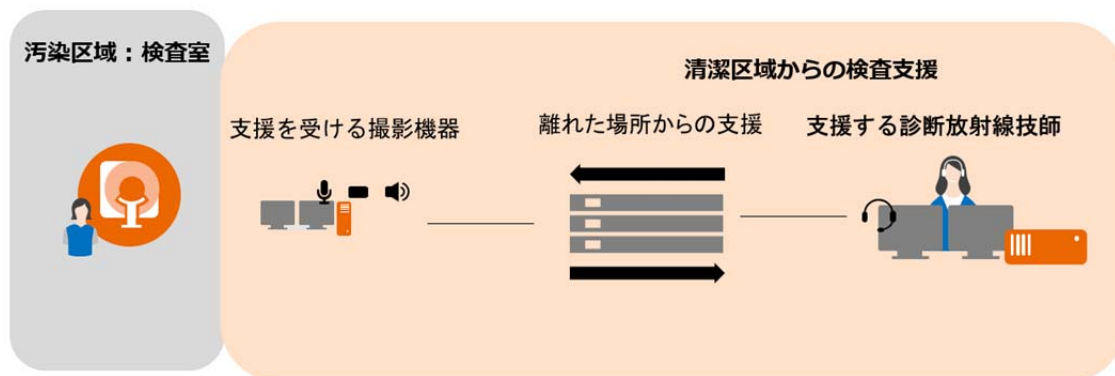 汚染区域：検査室
清潔区域からの検査支援
支援を受ける撮影機器
離れた場所からの支援
支援する診断放射線技師